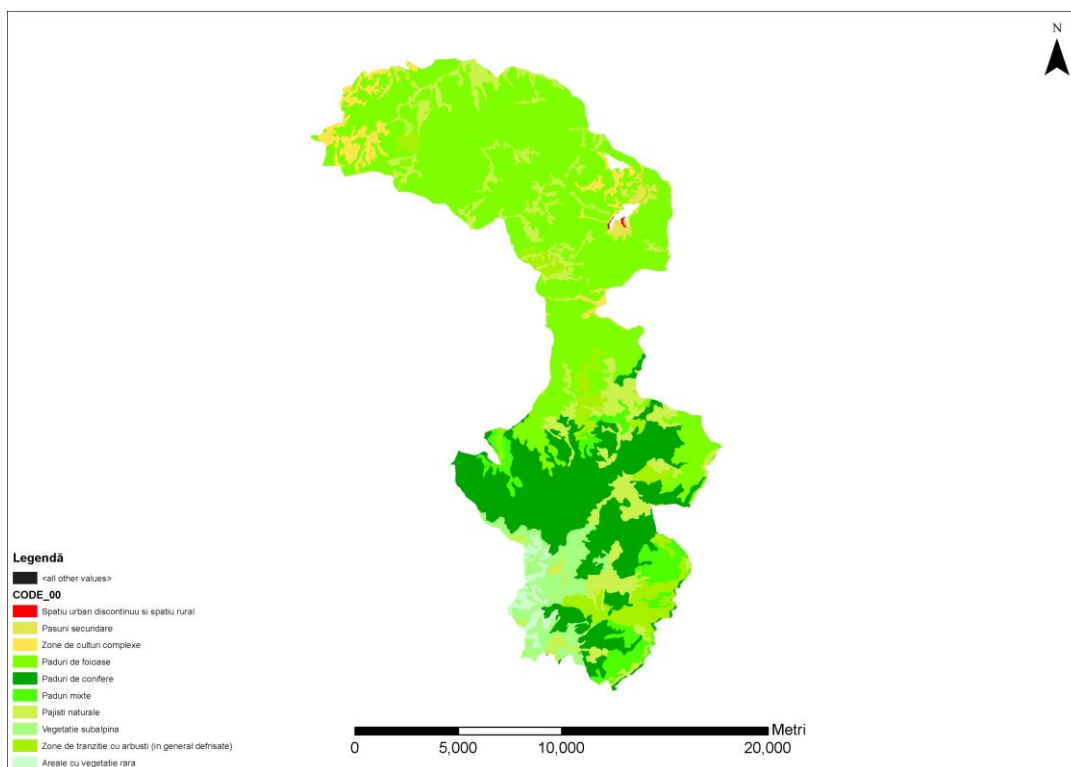 N
Legendă
<all other values>
CODE_00
Spatiu urban discontinuu si spatiu rural
Pasuni secundare
Zone de culturi complexe
Paduri de foioase
Paduri de conifere
Paduri mixte
Pajisti naturale
Vegetatie subalpina
Zone de tranzitie cu arbusti (in general defrisate)
Areale cu vegetatie rara
Metri
0 5,000 10,000 20,000